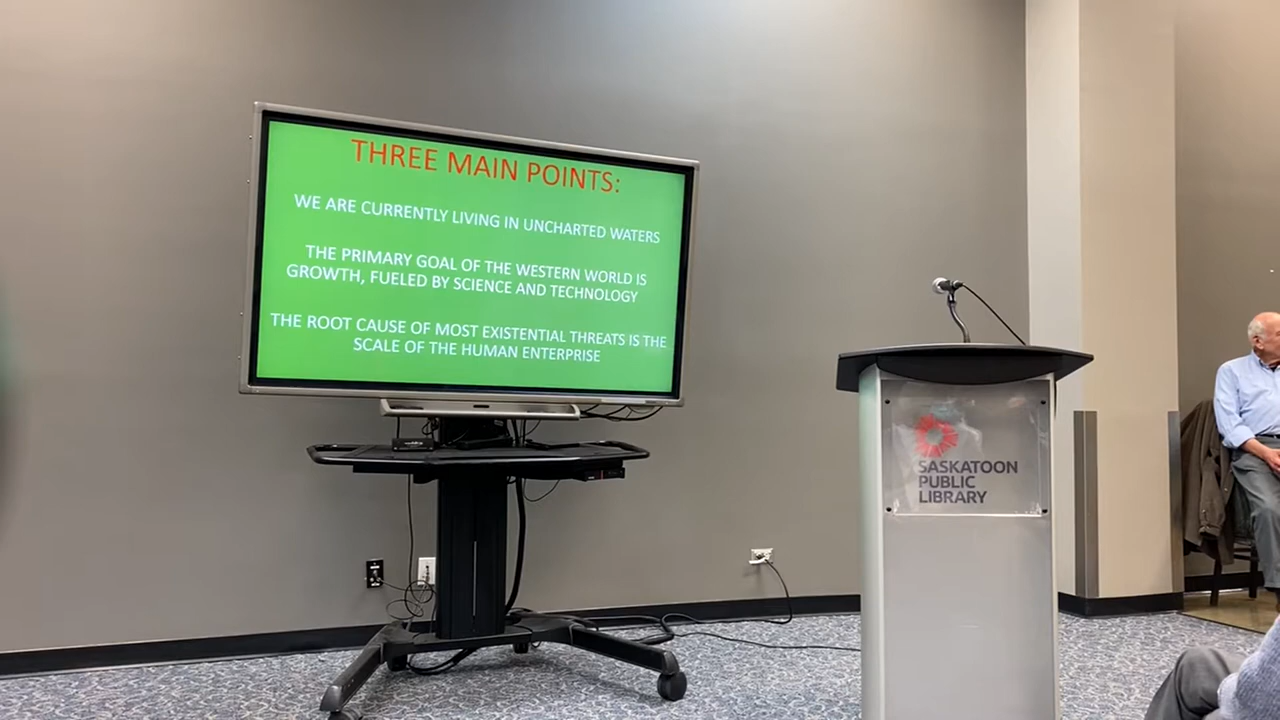 THREE MAIN POINTS:
WE ARE CURRENTLY LIVING IN UNCHARTED WATERS
THE PRIMARY GOAL OF THE WESTERN WORLD IS
GROWTH, FUELED BY SCIENCE AND TECHNOLOGY
THE ROOT CAUSE OF MOST EXISTENTIAL THREATS IS THE
SCALE OF THE HUMAN ENTERPRISE
SASKATOON
PUBLIC
LIBRARY